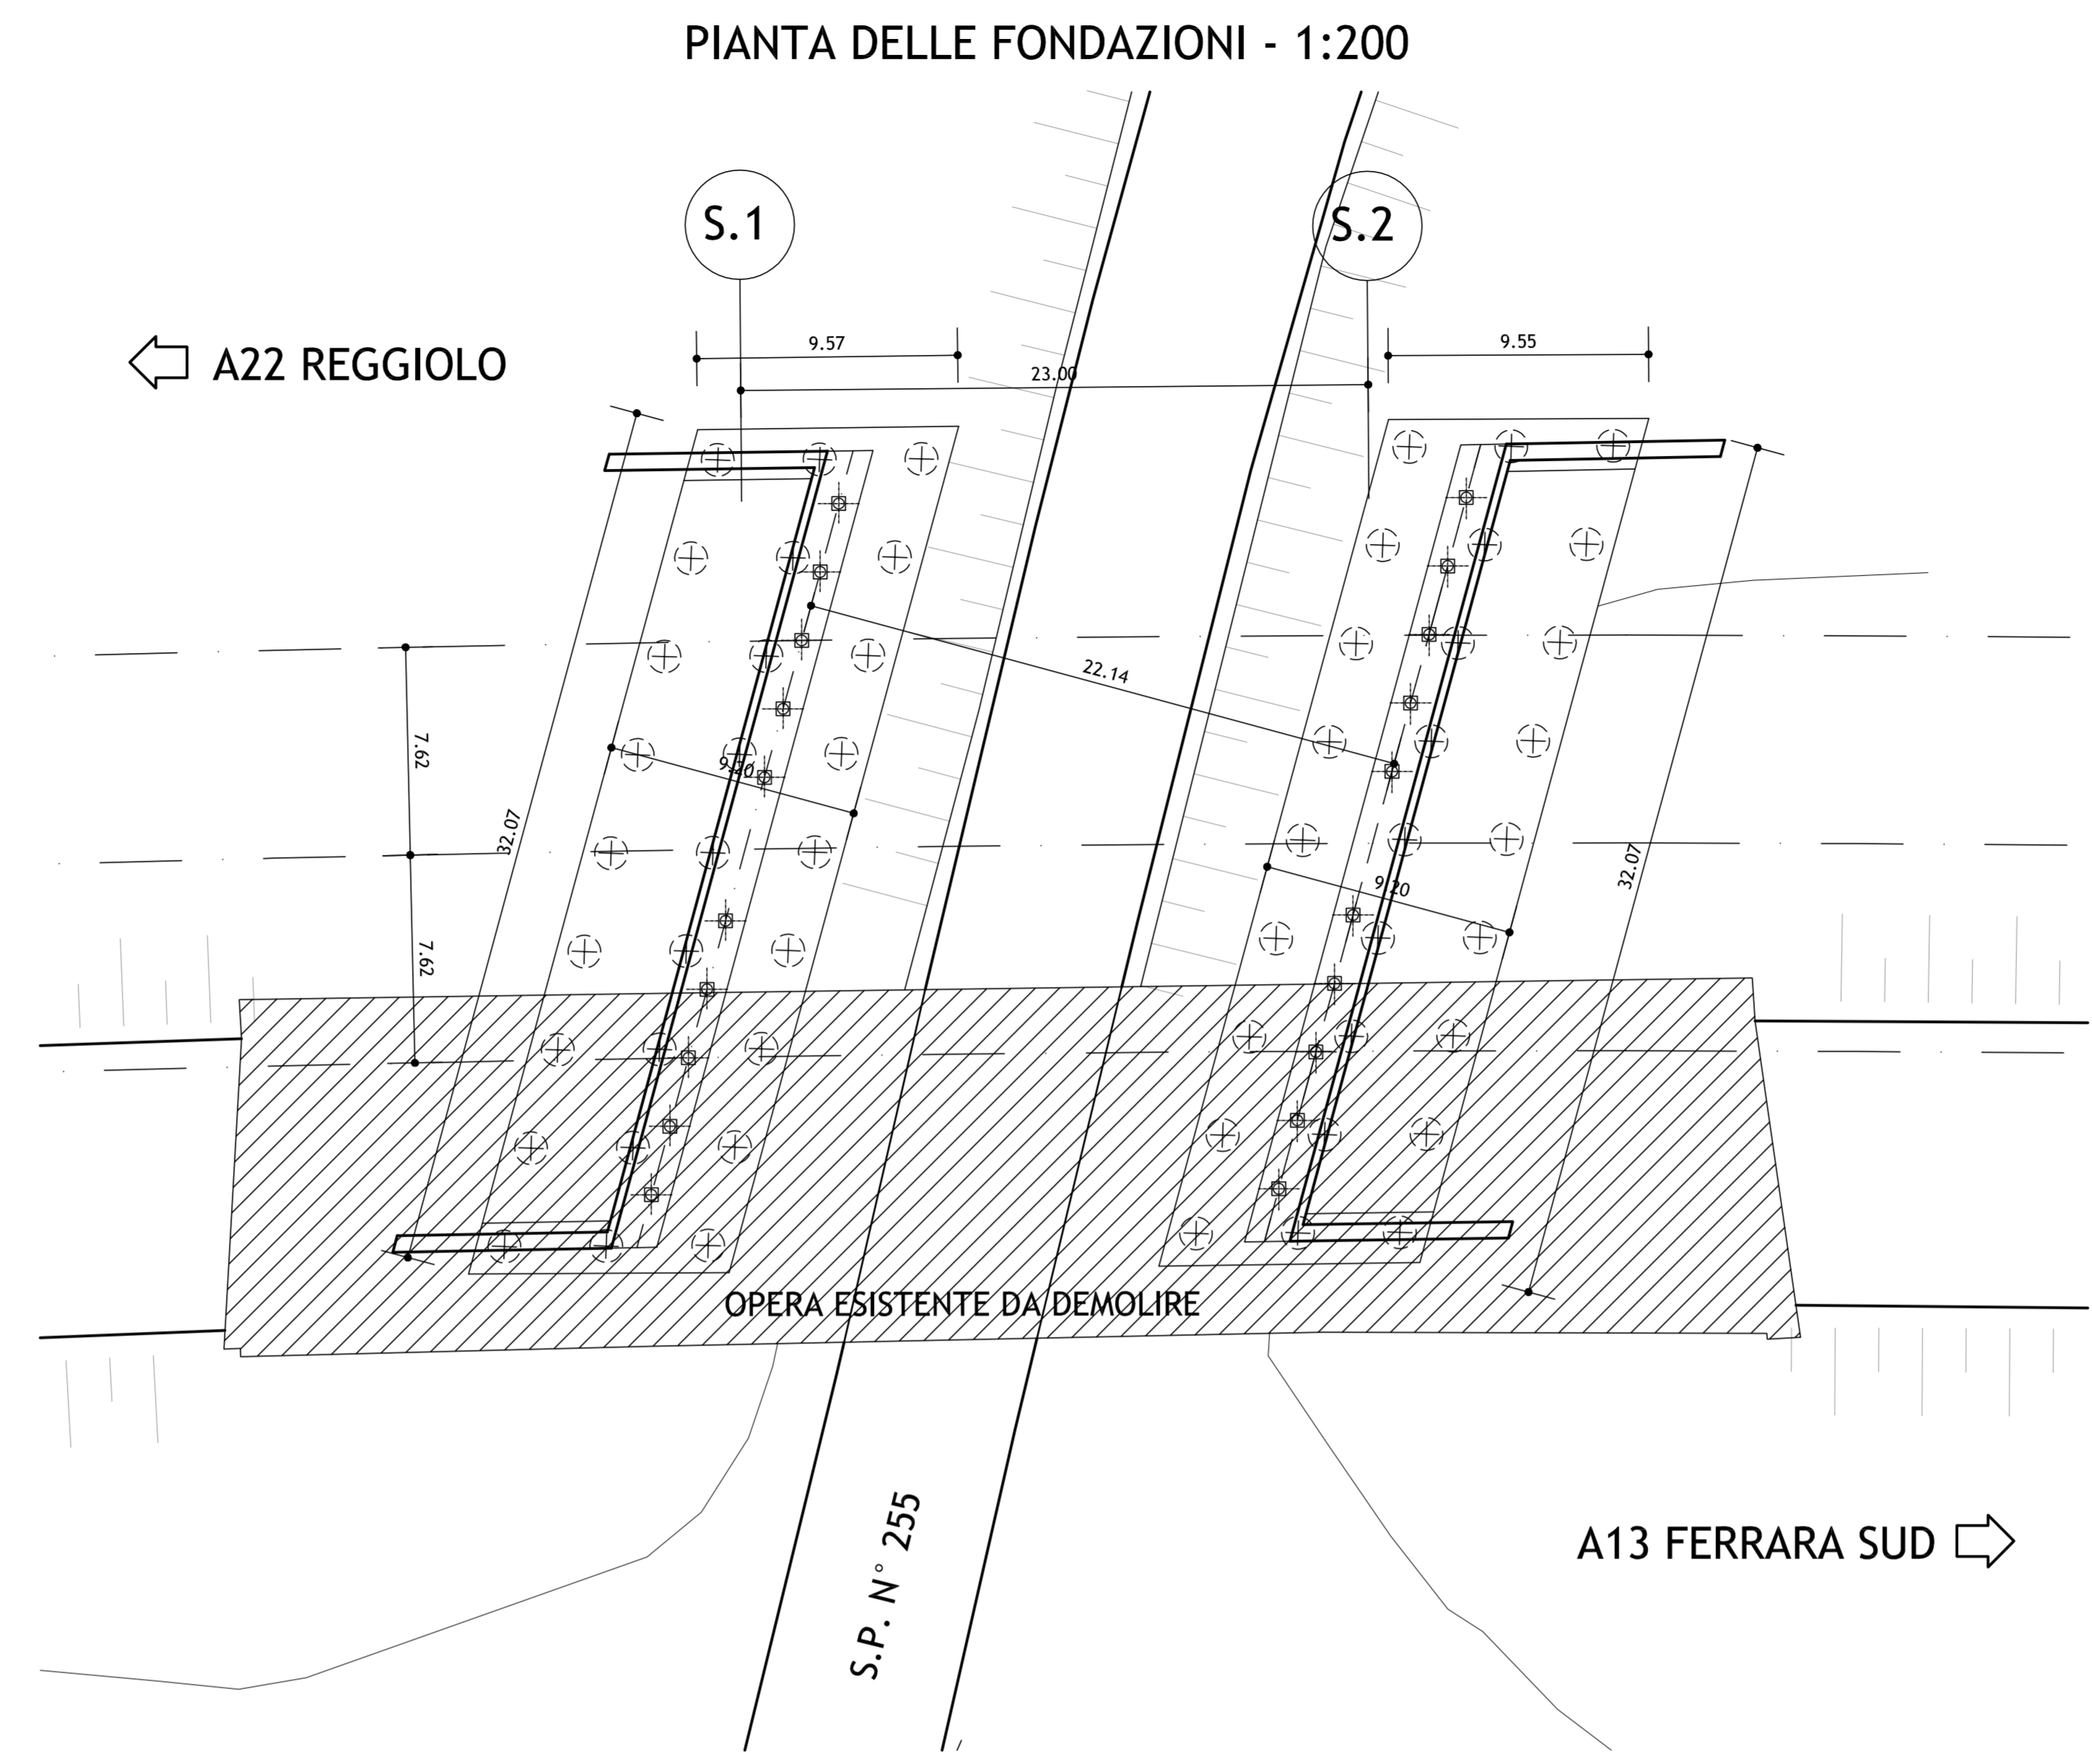 PIANTA DELLE FONDAZIONI - 1:200
S.1
S.2
9.57
9.55
A22 REGGIOLO
23.00
22.14
7.62
9.20
32.07
32.07
9.20
7.62
OPERA ESISTENTE DA DEMOLIRE
S.P. N° 255
A13 FERRARA SUD